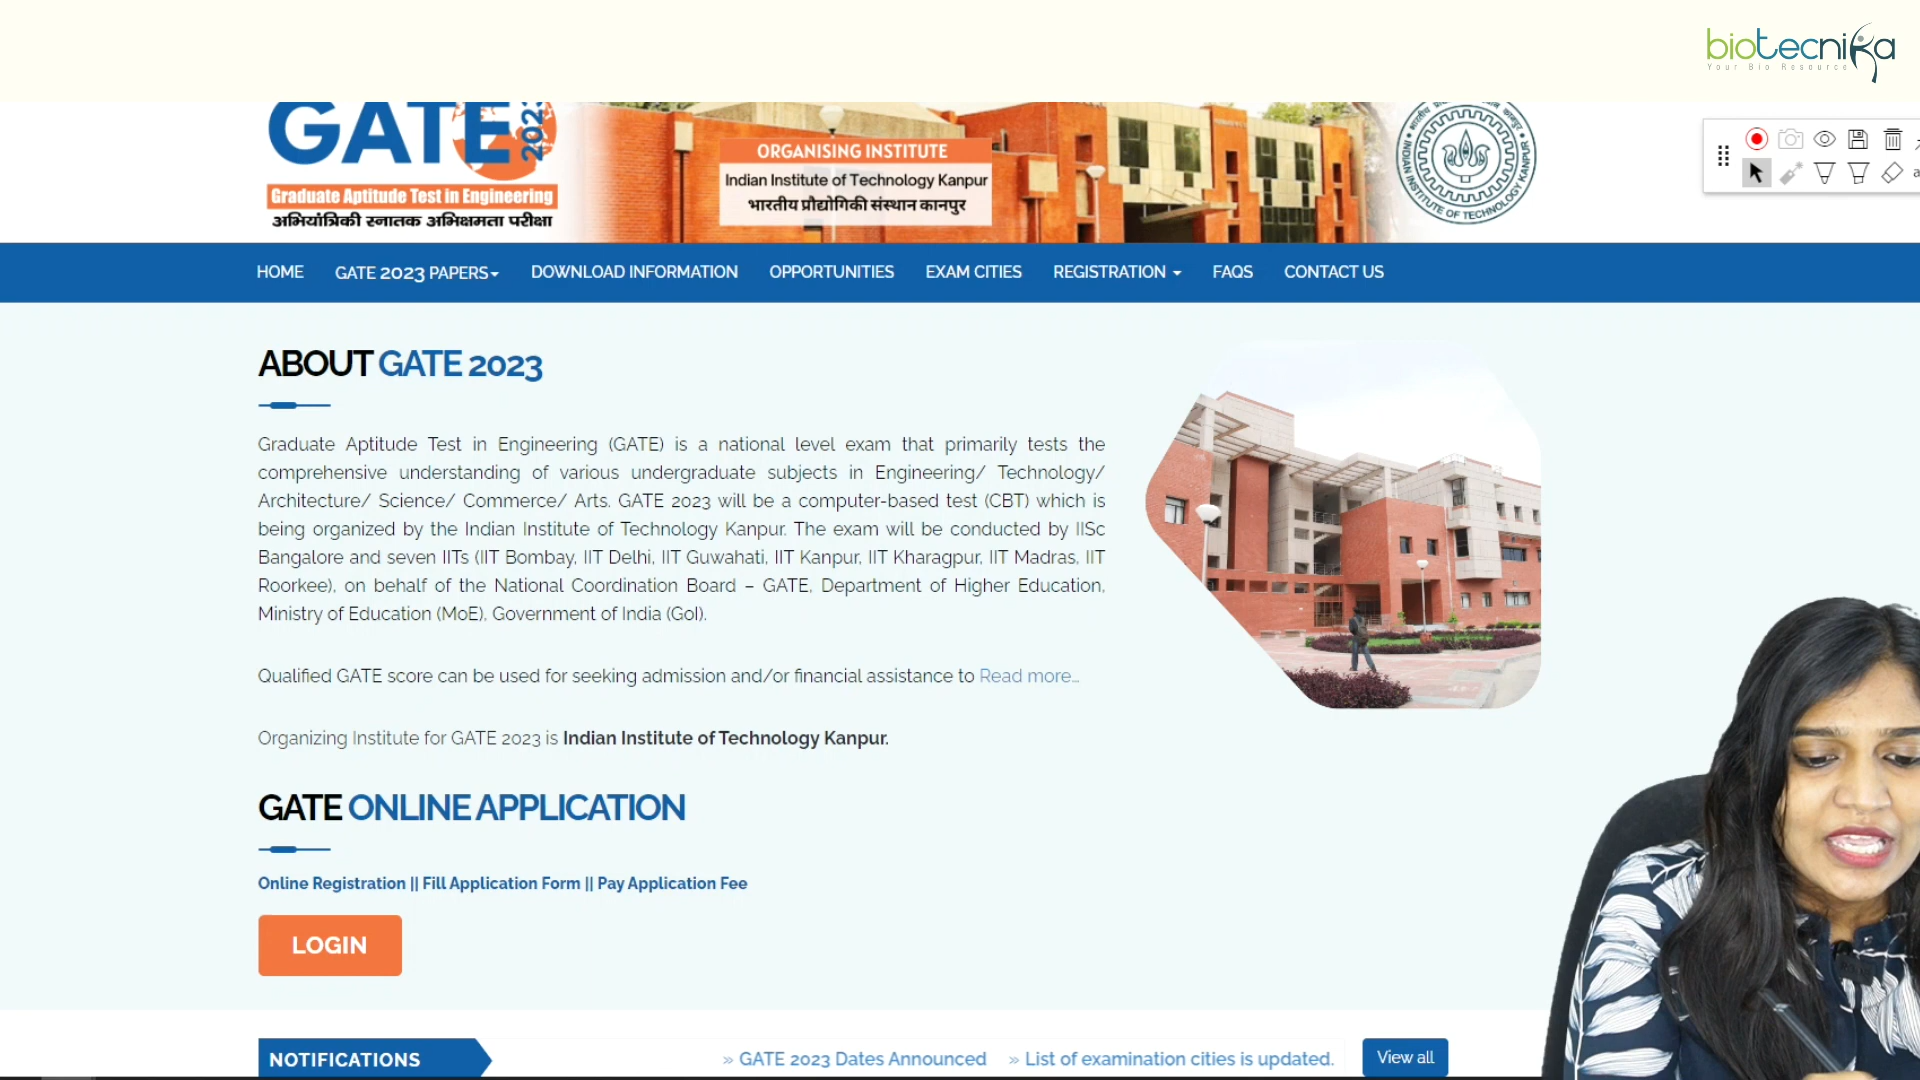 biotecnika
Your Bio Resource
GATE 2023
Graduate Aptitude Test in Engineering
अभियांत्रिकी स्नातक अभिक्षमता परीक्षा
ORGANISING INSTITUTE
Indian Institute of Technology Kanpur
भारतीय प्रौद्योगिकी संस्थान कानपुर
INDIAN INSTITUTE OF TECHNOLOGY KANPUR
HOME GATE 2023 PAPERS DOWNLOAD INFORMATION OPPORTUNITIES EXAM CITIES REGISTRATION FAQS CONTACT US
ABOUT GATE 2023
Graduate Aptitude Test in Engineering (GATE) is a national level exam that primarily tests the
comprehensive understanding of various undergraduate subjects in Engineering/ Technology/
Architecture/ Science/ Commerce/ Arts. GATE 2023 will be a computer-based test (CBT) which is
being organized by the Indian Institute of Technology Kanpur. The exam will be conducted by IISc
Bangalore and seven IITs (IIT Bombay, IIT Delhi, IIT Guwahati, IIT Kanpur, IIT Kharagpur, IIT Madras, IIT
Roorkee), on behalf of the National Coordination Board – GATE, Department of Higher Education,
Ministry of Education (MoE), Government of India (GoI).
Qualified GATE score can be used for seeking admission and/or financial assistance to Read more...
Organizing Institute for GATE 2023 is Indian Institute of Technology Kanpur.
GATE ONLINE APPLICATION
Online Registration || Fill Application Form || Pay Application Fee
LOGIN
NOTIFICATIONS
» GATE 2023 Dates Announced » List of examination cities is updated.
View all